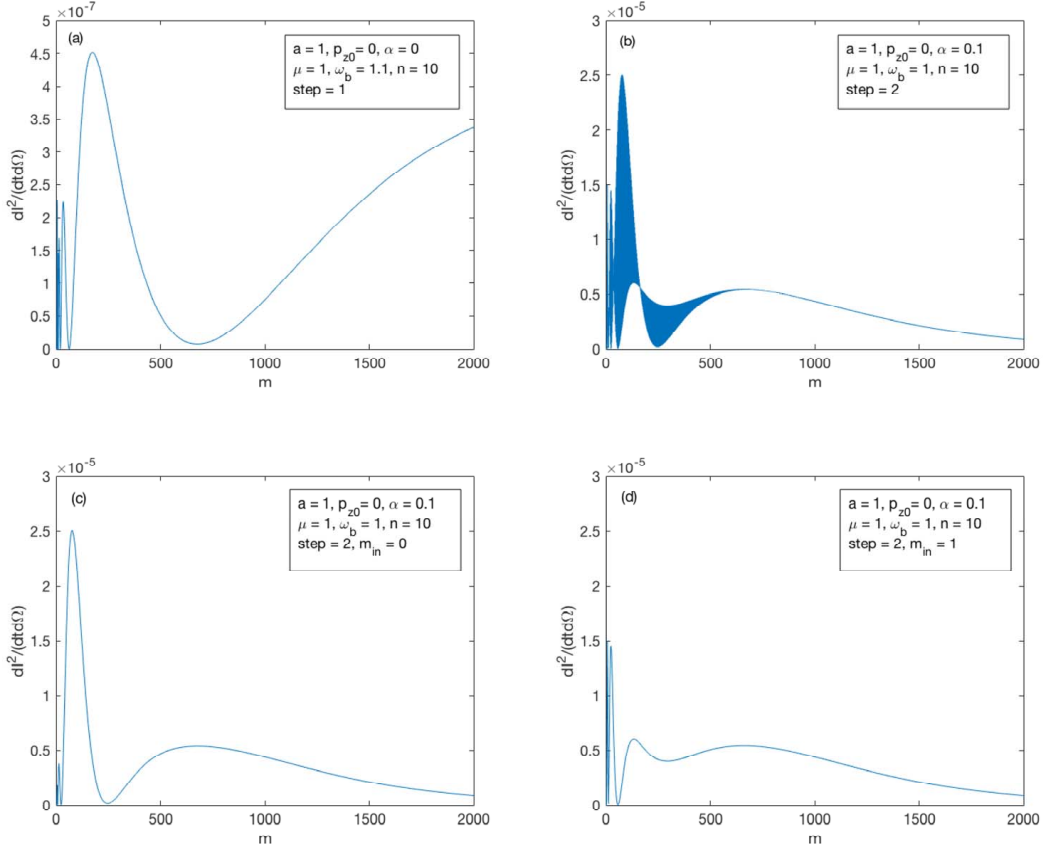 ×10⁻⁷
(a)
a = 1, p_z0 = 0, α = 0
μ = 1, ω_b = 1.1, n = 10
step = 1
5
4.5
4
3.5
3
2.5
2
1.5
1
0.5
0
dI²/(dtdΩ)
0 500 1000 1500 2000
m
×10⁻⁵
(b)
a = 1, p_z0 = 0, α = 0.1
μ = 1, ω_b = 1, n = 10
step = 2
3
2.5
2
1.5
1
0.5
0
dI²/(dtdΩ)
0 500 1000 1500 2000
m
×10⁻⁵
(c)
a = 1, p_z0 = 0, α = 0.1
μ = 1, ω_b = 1, n = 10
step = 2, m_in = 0
3
2.5
2
1.5
1
0.5
0
dI²/(dtdΩ)
0 500 1000 1500 2000
m
×10⁻⁵
(d)
a = 1, p_z0 = 0, α = 0.1
μ = 1, ω_b = 1, n = 10
step = 2, m_in = 1
3
2.5
2
1.5
1
0.5
0
dI²/(dtdΩ)
0 500 1000 1500 2000
m